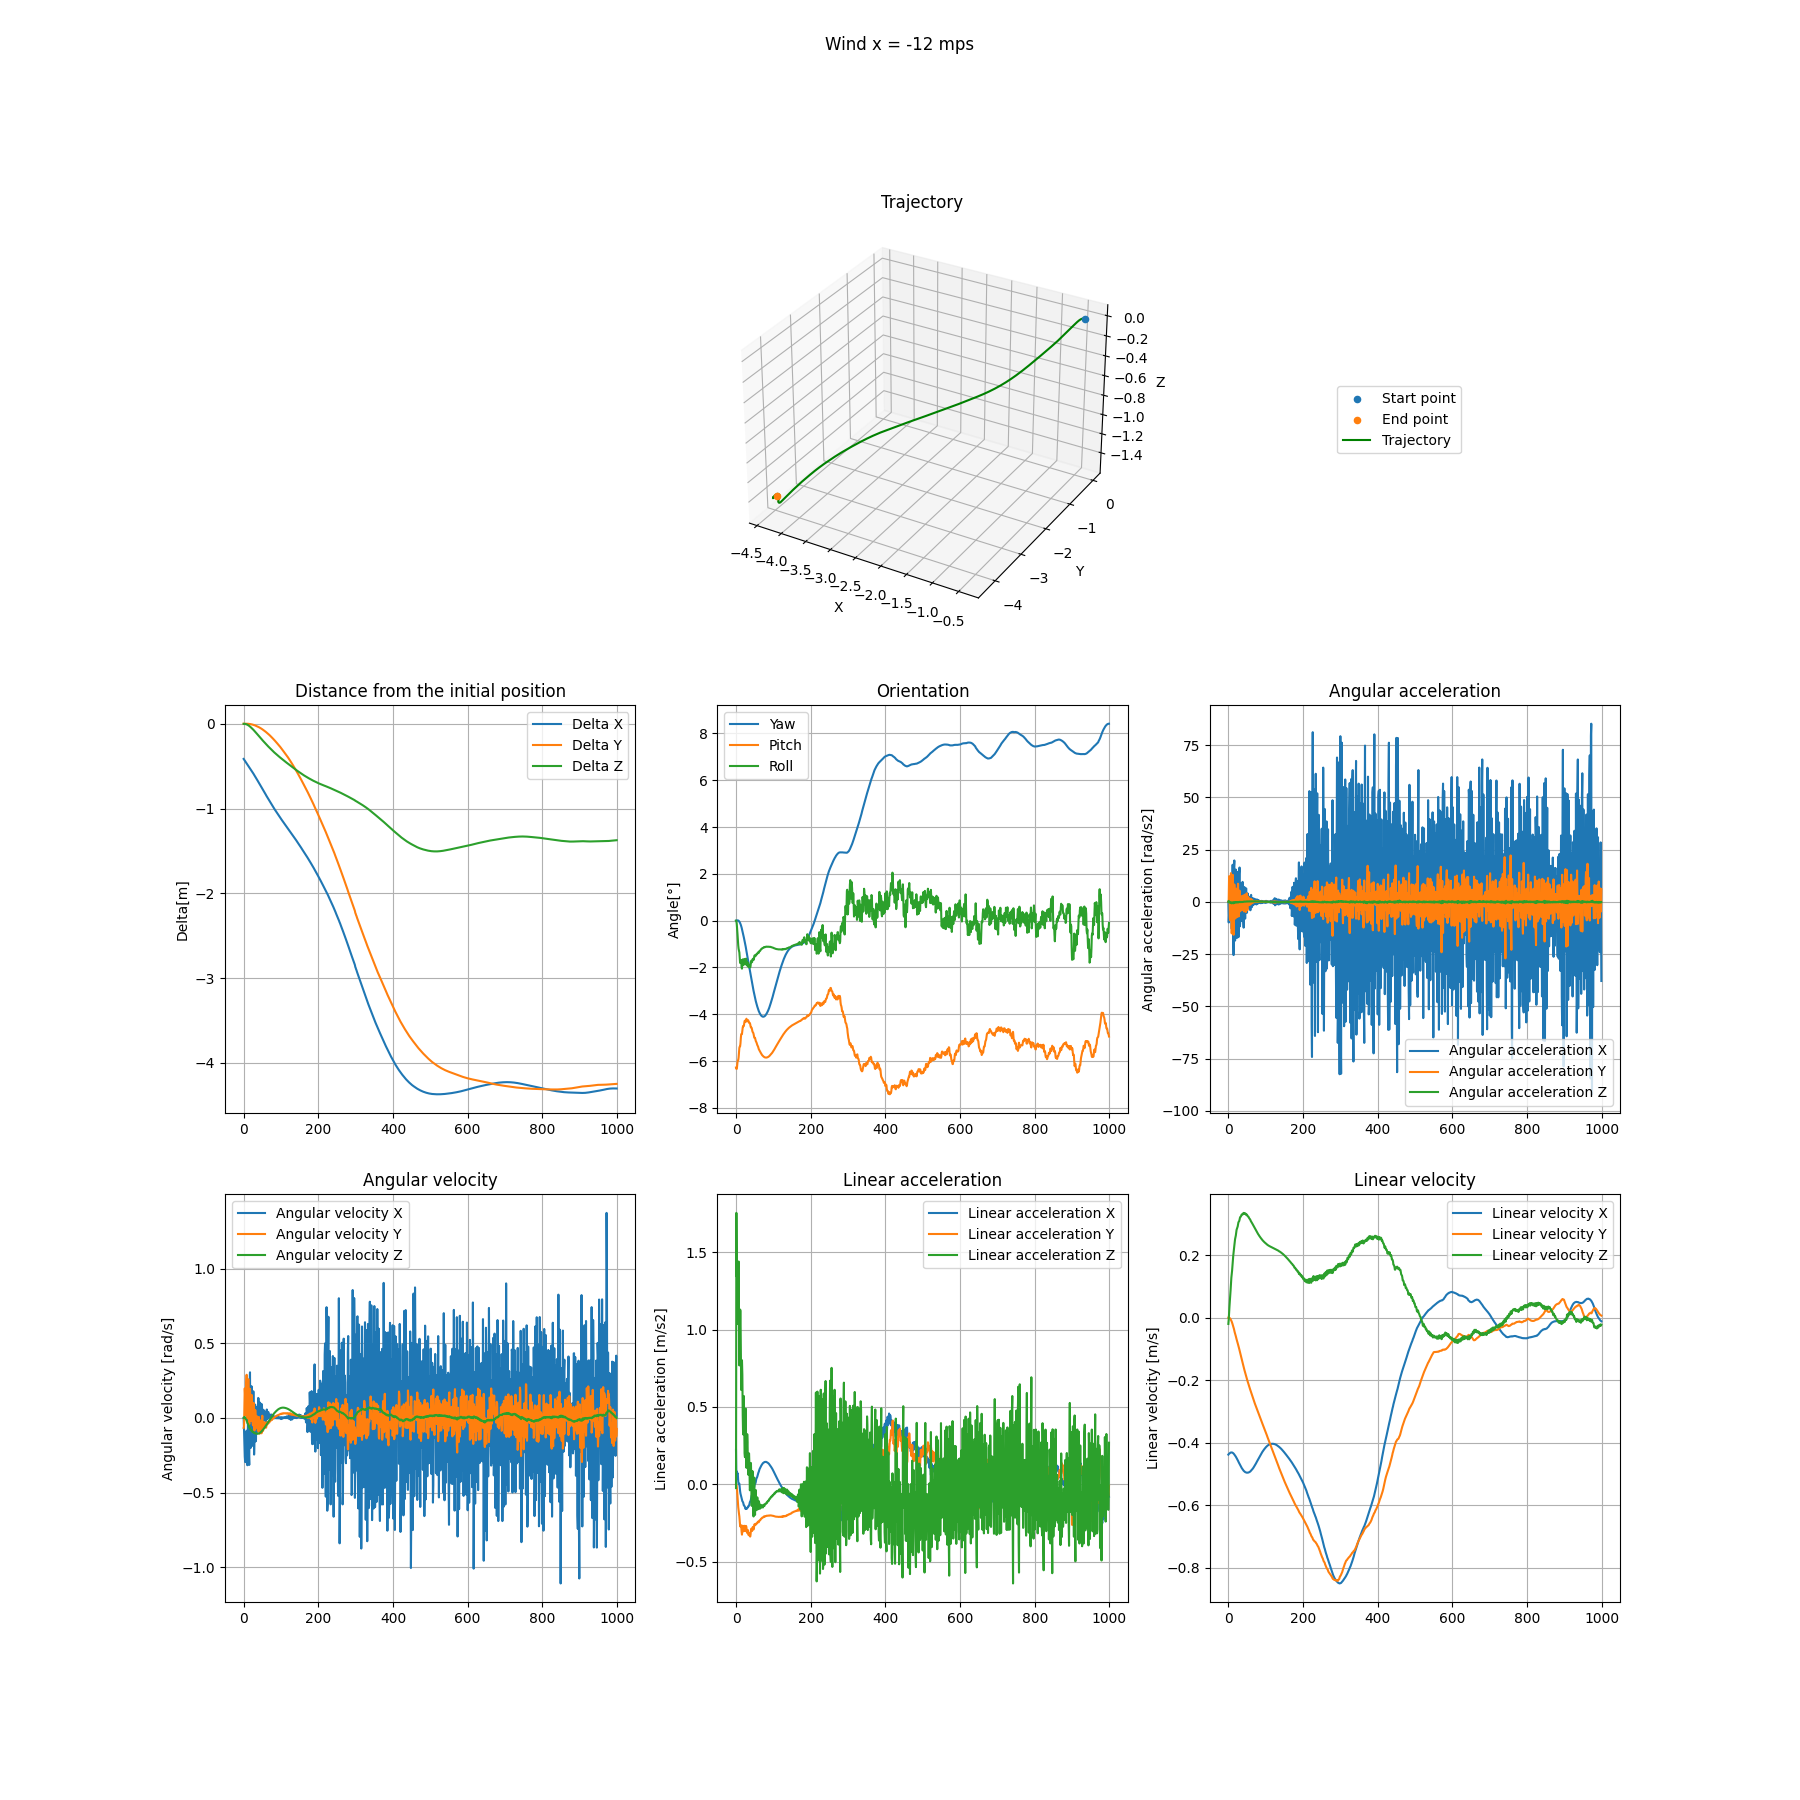 Wind x = -12 mps
Trajectory
0.0
−0.2
−0.4
−0.6
−0.8
−1.0
−1.2
−1.4
Z
0
−1
−2
−3
−4
Y
−4.5
−4.0
−3.5
−3.0
−2.5
−2.0
−1.5
−1.0
−0.5
X
Start point
End point
Trajectory
Distance from the initial position
Delta[m]
0
−1
−2
−3
−4
Delta X
Delta Y
Delta Z
0 200 400 600 800 1000
Orientation
Angle[°]
8
6
4
2
0
−2
−4
−6
−8
Yaw
Pitch
Roll
0 200 400 600 800 1000
Angular acceleration
Angular acceleration [rad/s2]
75
50
25
0
−25
−50
−75
−100
Angular acceleration X
Angular acceleration Y
Angular acceleration Z
0 200 400 600 800 1000
Angular velocity
Angular velocity [rad/s]
1.0
0.5
0.0
−0.5
−1.0
Angular velocity X
Angular velocity Y
Angular velocity Z
0 200 400 600 800 1000
Linear acceleration
Linear acceleration [m/s2]
1.5
1.0
0.5
0.0
−0.5
Linear acceleration X
Linear acceleration Y
Linear acceleration Z
0 200 400 600 800 1000
Linear velocity
Linear velocity [m/s]
0.2
0.0
−0.2
−0.4
−0.6
−0.8
Linear velocity X
Linear velocity Y
Linear velocity Z
0 200 400 600 800 1000